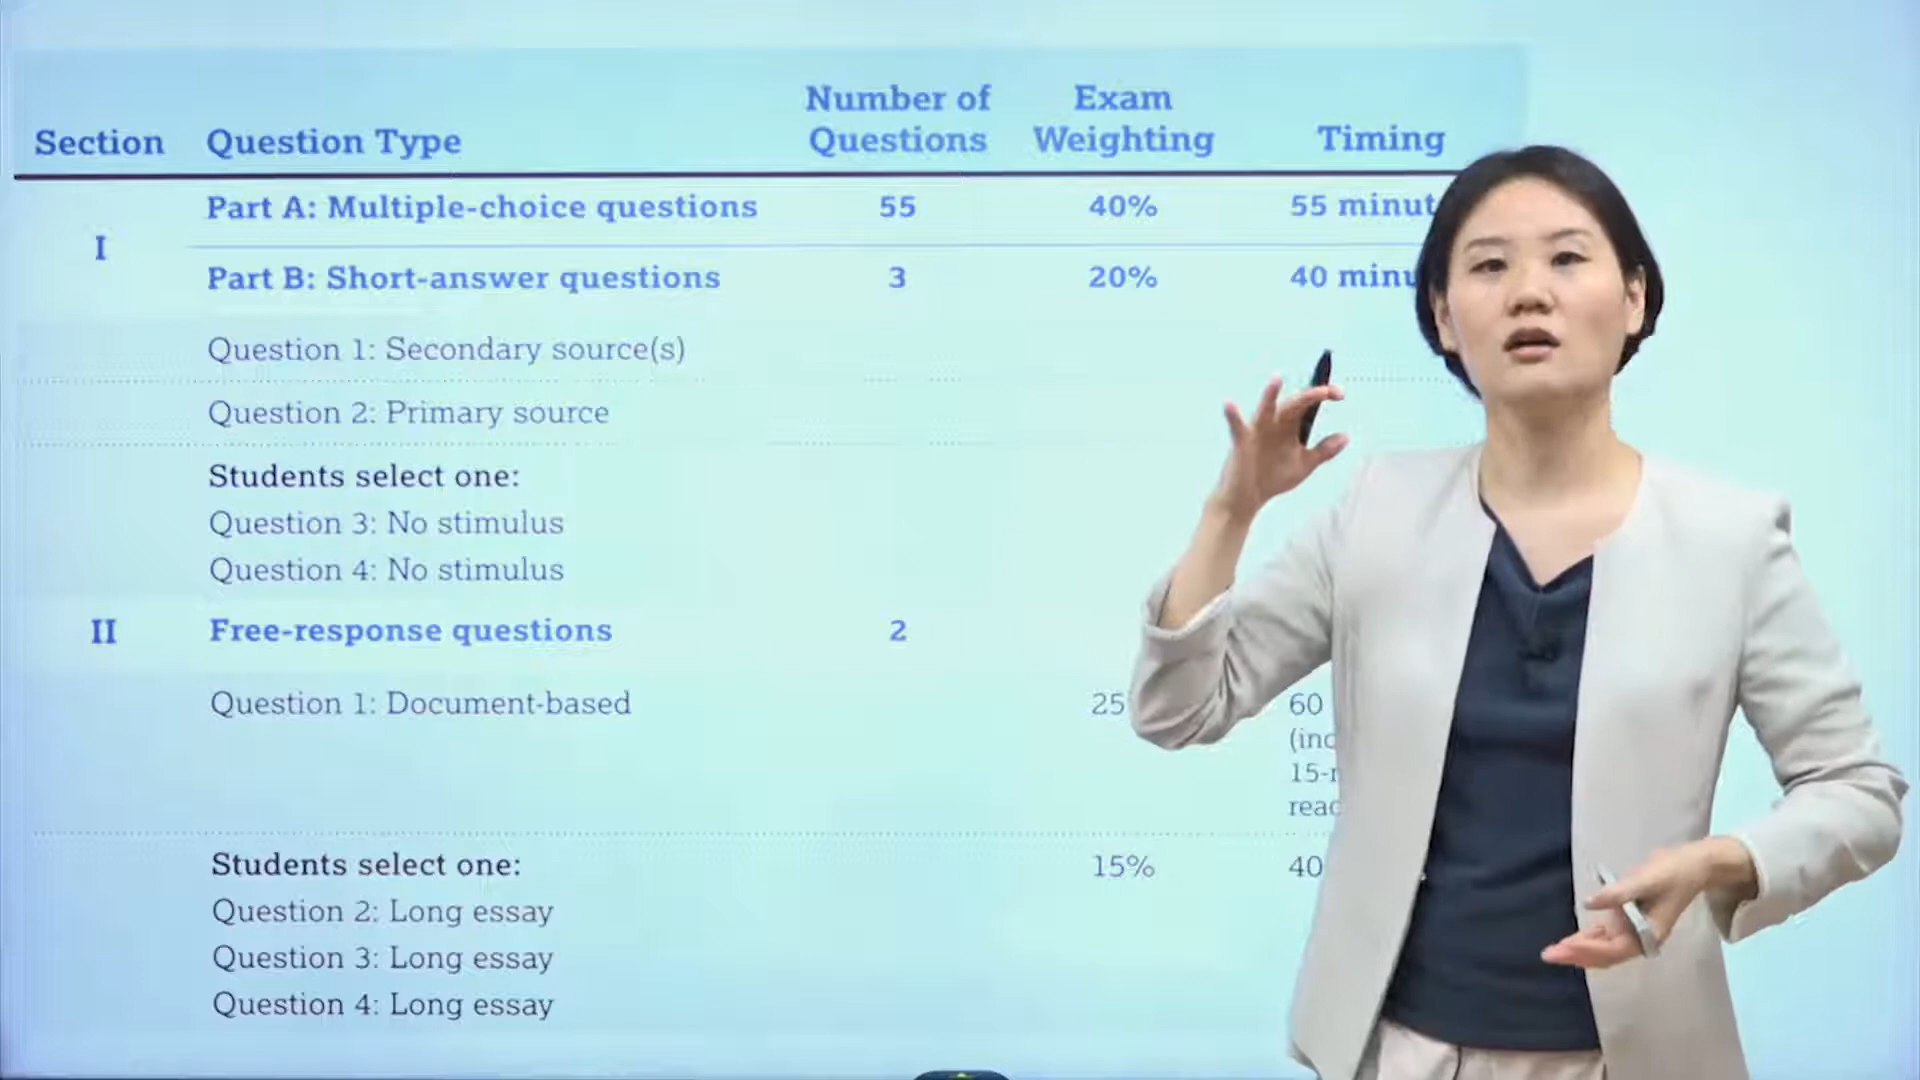 Section Question Type Number of Questions Exam Weighting Timing
I
Part A: Multiple-choice questions 55 40% 55
Part B: Short-answer questions 3 20% 40
Question 1: Secondary source(s)
Question 2: Primary source
Students select one:
Question 3: No stimulus
Question 4: No stimulus
II Free-response questions 2
Question 1: Document-based 60
Students select one: 15% 40
Question 2: Long essay
Question 3: Long essay
Question 4: Long essay